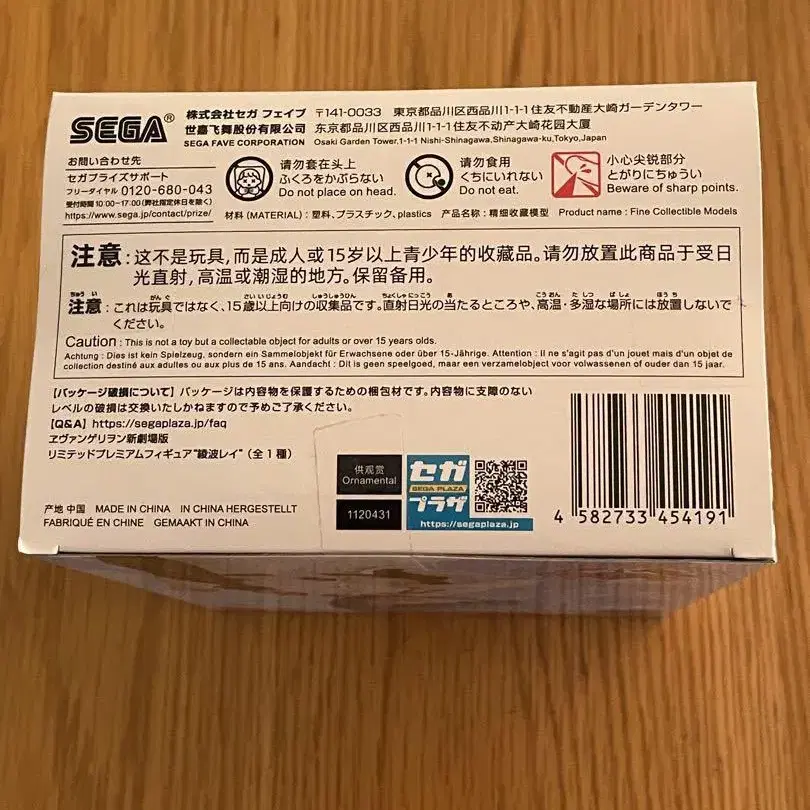 SEGA®
株式会社セガ フェイブ 〒141-0033 東京都品川区西品川1-1-1住友不動産大崎ガーデンタワー
世嘉飞舞股份有限公司 东京都品川区西品川1-1-1住友不动产大崎花园大厦
SEGA FAVE CORPORATION Osaki Garden Tower,1-1-1 Nishi-Shinagawa,Shinagawa-ku,Tokyo,Japan
お問い合わせ先
セガプライズサポート
フリーダイヤル 0120-680-043
受付時間 10:00~17:00(弊社指定休日を除く)
https://www.sega.jp/contact/prize/
请勿套在头上
ふくろをかぶらない
Do not place on head.
请勿食用
くちにいれない
Do not eat.
小心尖锐部分
とがりにちゅうい
Beware of sharp points.
材料(MATERIAL):塑料、プラスチック、plastics 产品名称:精细收藏模型 Product name : Fine Collectible Models
注意:这不是玩具,而是成人或15岁以上青少年的收藏品。请勿放置此商品于受日
光直射,高温或潮湿的地方。保留备用。
注意:これは玩具ではなく、15歳以上向けの収集品です。直射日光の当たるところや、高温・多湿な場所には放置しないで
ください。
Caution : This is not a toy but a collectable object for adults or over 15 years olds.
Achtung : Dies ist kein Spielzeug, sondern ein Sammelobjekt für Erwachsene oder über 15-Jährige. Attention : Il ne s'agit pas d'un jouet mais d'un objet de
collection destiné aux adultes ou aux plus de 15 ans. Aandacht : Dit is geen speelgoed, maar een verzamelobject voor volwassenen of ouder dan 15 jaar.
【パッケージ破損について】パッケージは内容物を保護するための梱包材です。内容物に支障のない
レベルの破損は交換いたしかねますので予めご了承ください。
【Q&A】https://segaplaza.jp/faq
ヱヴァンゲリヲン新劇場版
リミテッドプレミアムフィギュア“綾波レイ”(全1種)
供观赏
Ornamental
1120431
セガ
SEGA PLAZA
プラザ
https://segaplaza.jp
产地 中国 MADE IN CHINA IN CHINA HERGESTELLT
FABRIQUÉ EN CHINE GEMAAKT IN CHINA
4 582733 454191